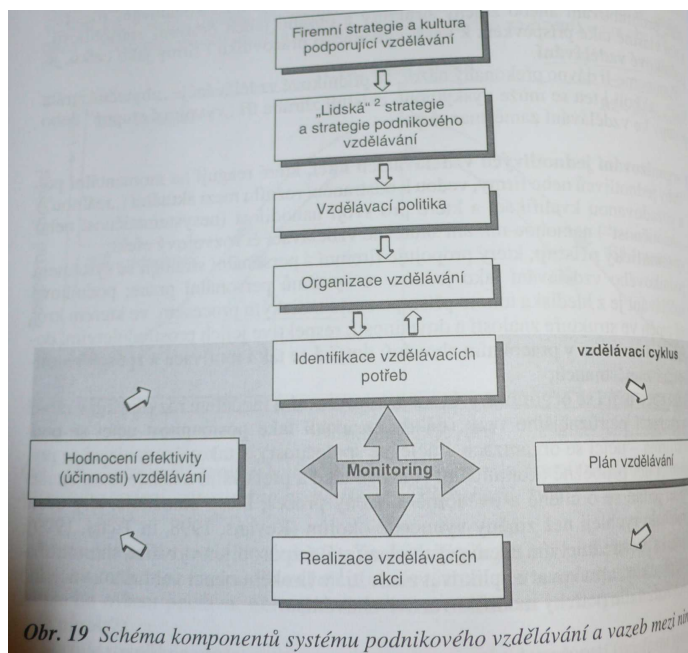 Firemní strategie a kultura
podporující vzdělávání
„Lidská“ 2 strategie
a strategie podnikového
vzdělávání
Vzdělávací politika
Organizace vzdělávání
Identifikace vzdělávacích
potřeb
vzdělávací cyklus
Hodnocení efektivity
(účinnosti) vzdělávání
Monitoring
Plán vzdělávání
Realizace vzdělávacích
akcí
Obr. 19 Schéma komponentů systému podnikového vzdělávání a vazeb mezi